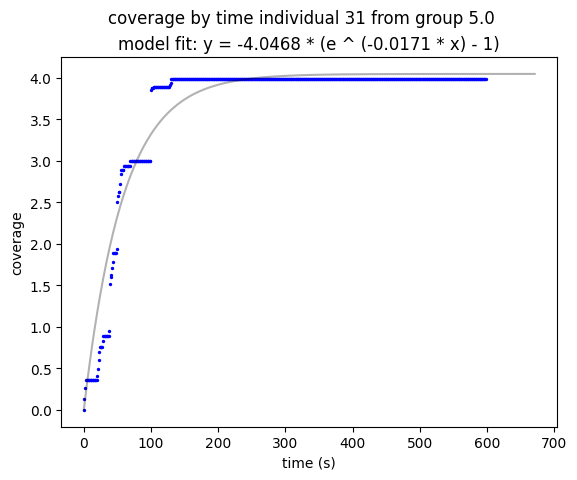 coverage by time individual 31 from group 5.0
model fit: y = -4.0468 * (e ^ (-0.0171 * x) - 1)
4.0
3.5
3.0
2.5
2.0
1.5
1.0
0.5
0.0
coverage
0 100 200 300 400 500 600 700
time (s)